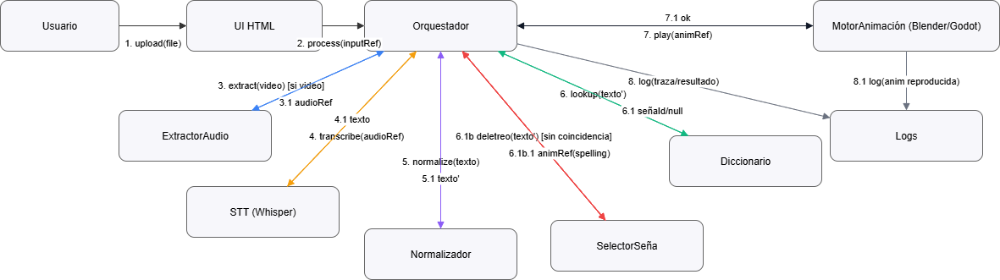 Usuario
UI HTML
Orquestador
MotorAnimación (Blender/Godot)
7.1 ok
7. play(animRef)
1. upload(file)
2. process(inputRef)
3. extract(video) [si video]
3.1 audioRef
8. log(traza/resultado)
8.1 log(anim reproducida)
6. lookup(texto')
6.1 señaId/null
4.1 texto
4. transcribe(audioRef)
6.1b deletreo(texto') [sin coincidencia]
6.1b.1 animRef(spelling)
ExtractorAudio
Logs
5. normalize(texto)
5.1 texto'
Diccionario
STT (Whisper)
SelectorSeña
Normalizador